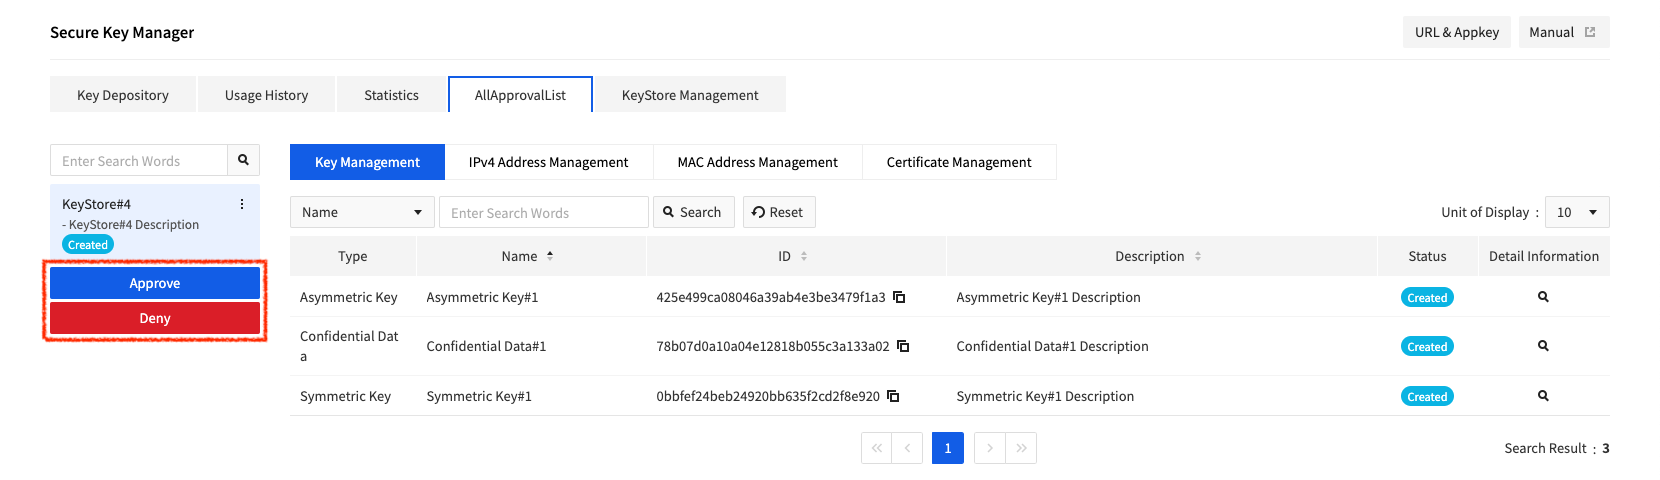 Secure Key Manager
URL & Appkey
Manual
Key Depository
Usage History
Statistics
AllApprovalList
KeyStore Management
Enter Search Words
KeyStore#4
- KeyStore#4 Description
Created
Approve
Deny
Key Management
IPv4 Address Management
MAC Address Management
Certificate Management
Name
Enter Search Words
Search
Reset
Unit of Display :
10
Type Name ID Description Status Detail Information
Asymmetric Key Asymmetric Key#1 425e499ca08046a39ab4e3be3479f1a3 Asymmetric Key#1 Description Created
Confidential Dat
a
Confidential Data#1 78b07d0a10a04e12818b055c3a133a02 Confidential Data#1 Description Created
Symmetric Key Symmetric Key#1 0bbfef24beb24920bb635f2cd2f8e920 Symmetric Key#1 Description Created
1
Search Result : 3